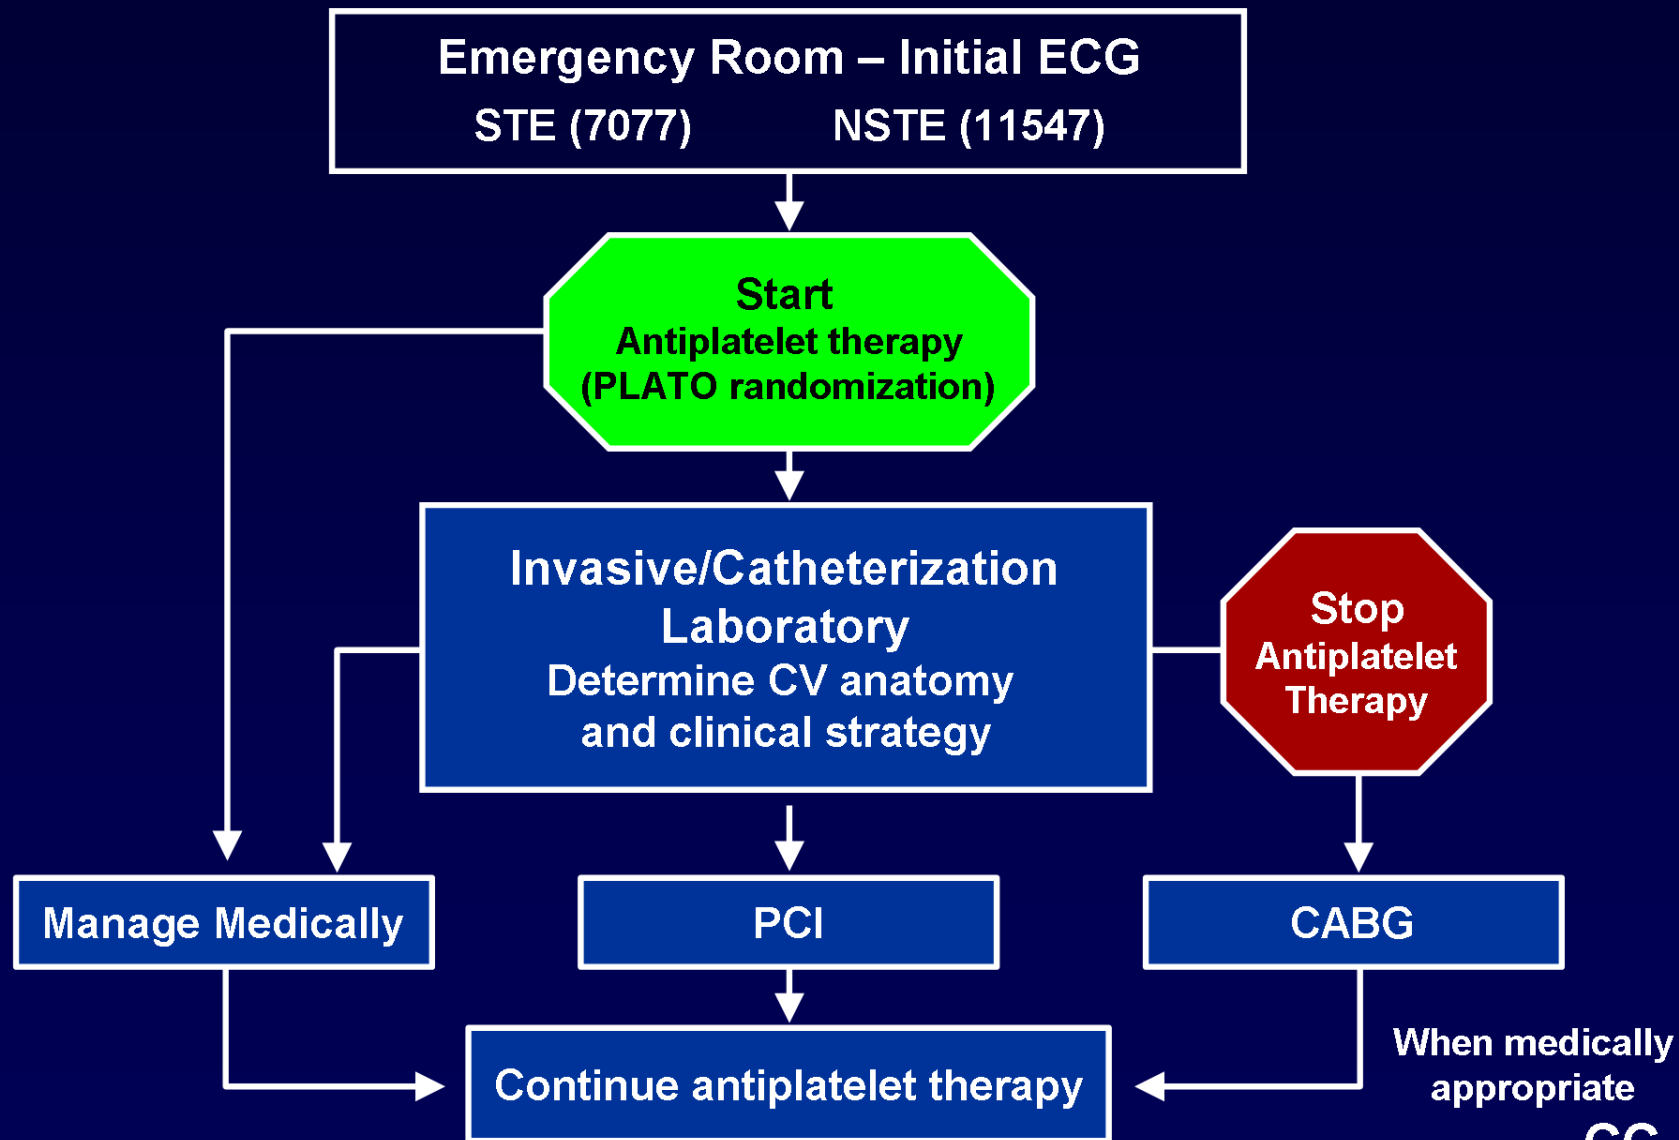 Emergency Room – Initial ECG
STE (7077) NSTE (11547)
Start
Antiplatelet therapy
(PLATO randomization)
Invasive/Catheterization
Laboratory
Determine CV anatomy
and clinical strategy
Stop
Antiplatelet
Therapy
Manage Medically
PCI
CABG
Continue antiplatelet therapy
When medically
appropriate